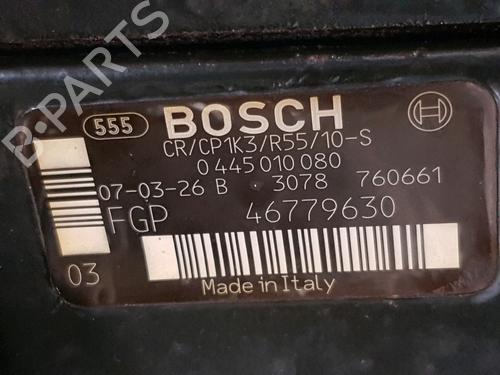 B-PARTS
555 BOSCH
CR/CP1K3/R55/10-S
0 445 010 080
07-03-26 B 3078 760661
FGP 46779630
03
Made in Italy